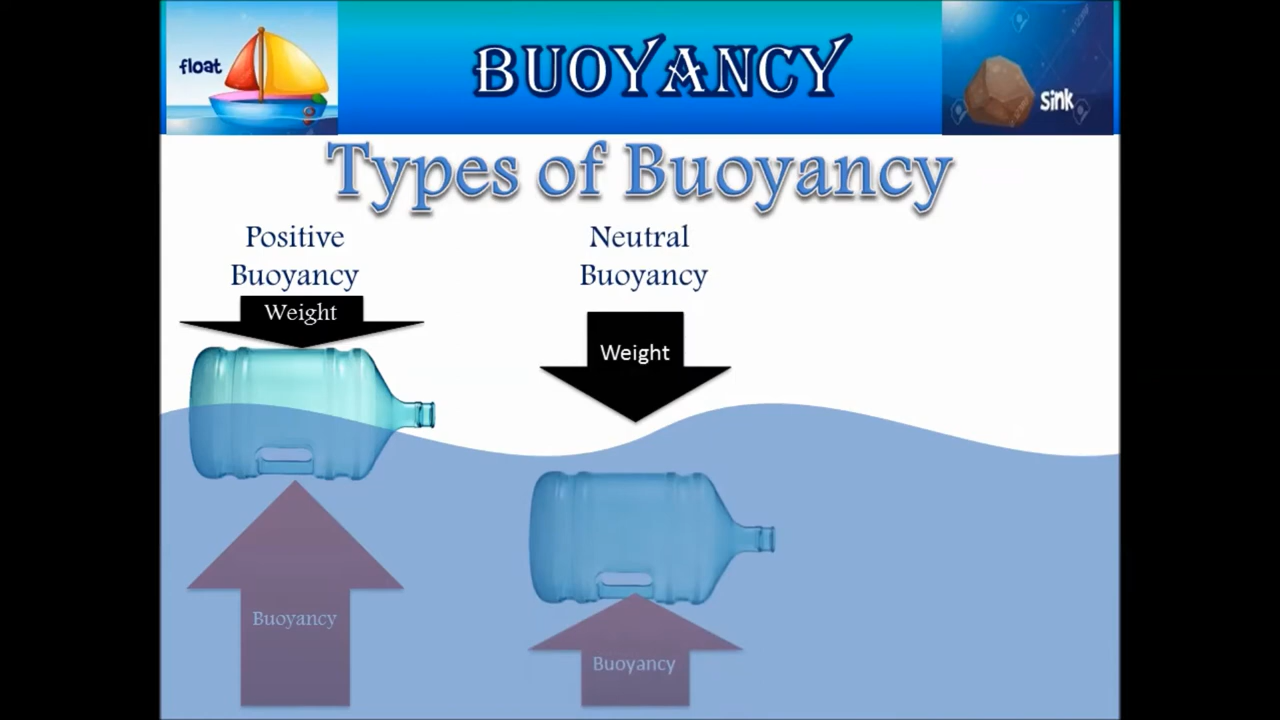 float
BUOYANCY
sink
Types of Buoyancy
Positive
Buoyancy
Neutral
Buoyancy
Weight
Weight
Buoyancy
Buoyancy